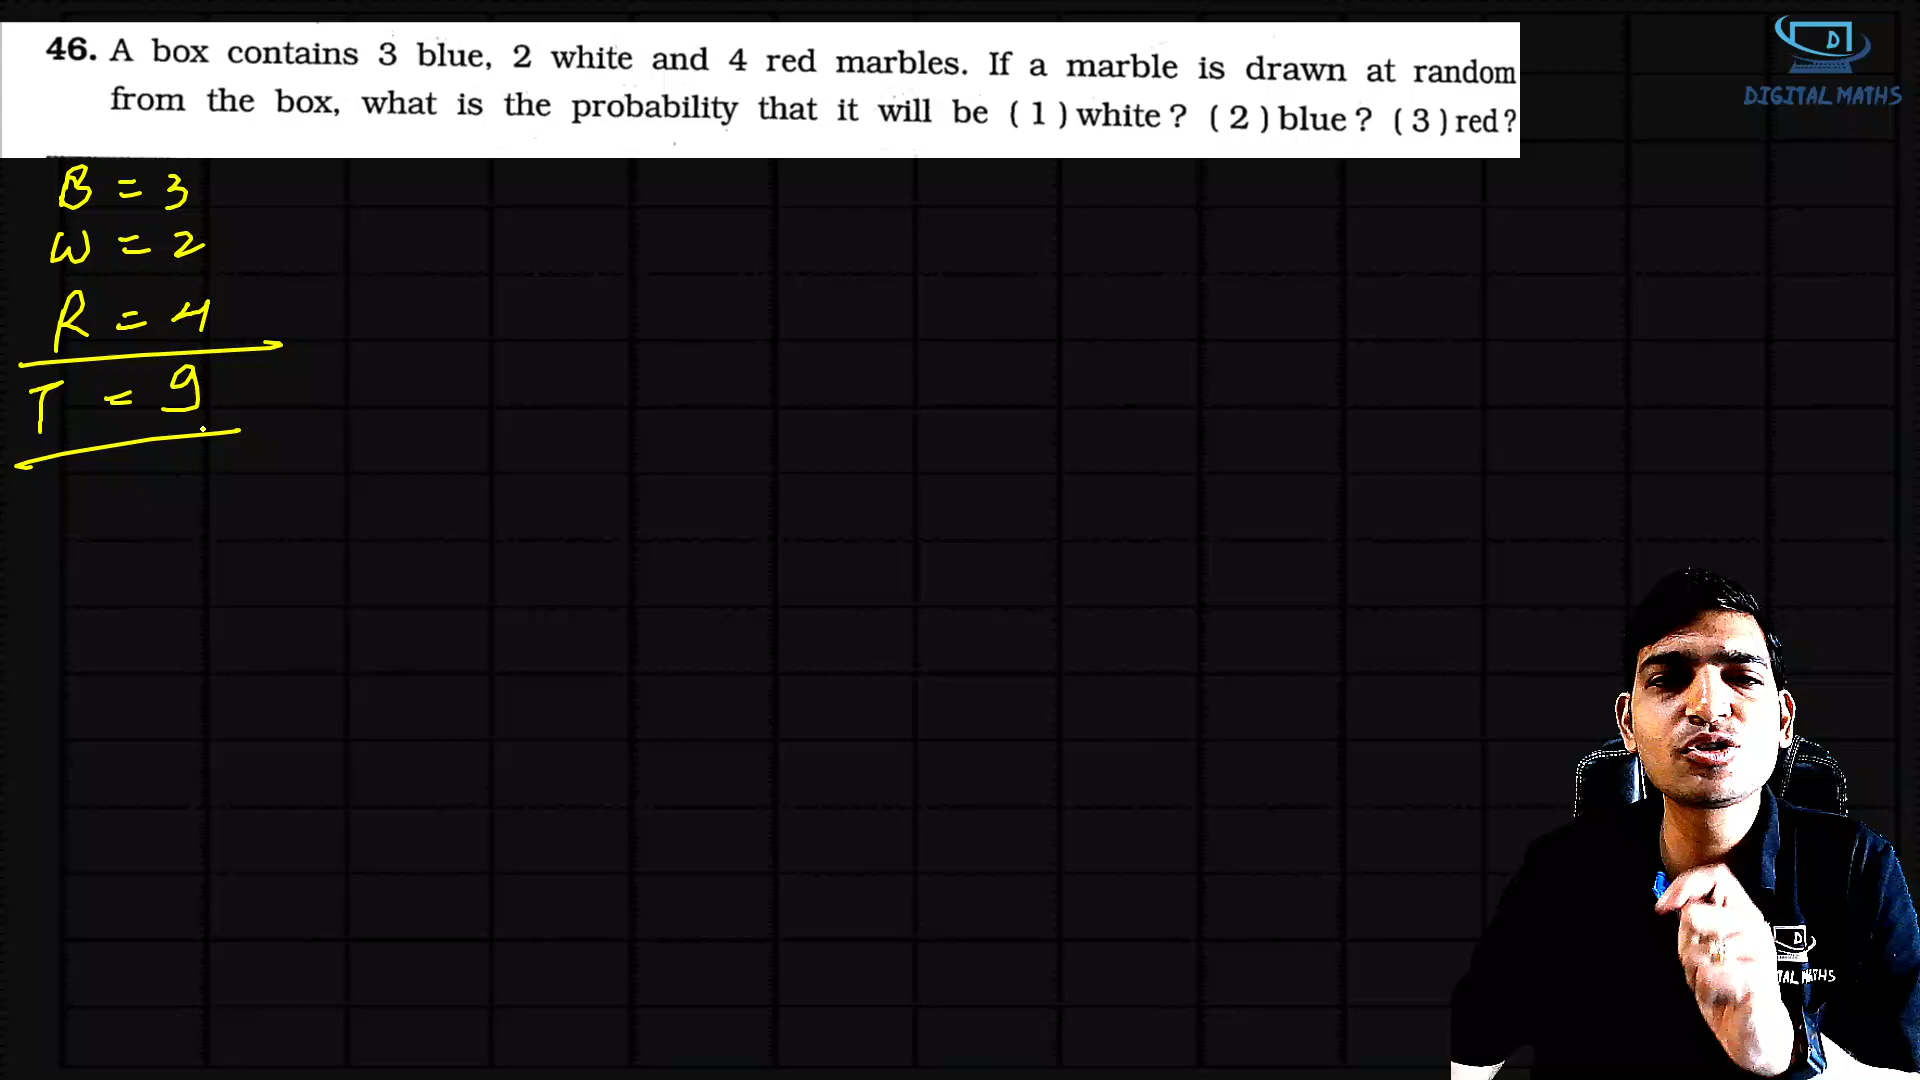 46. A box contains 3 blue, 2 white and 4 red marbles. If a marble is drawn at random
from the box, what is the probability that it will be ( 1 ) white ? ( 2 ) blue ? ( 3 ) red ?
D
DIGITAL MATHS
B = 3
W = 2
R = 4
T = 9
D
TAL MATHS